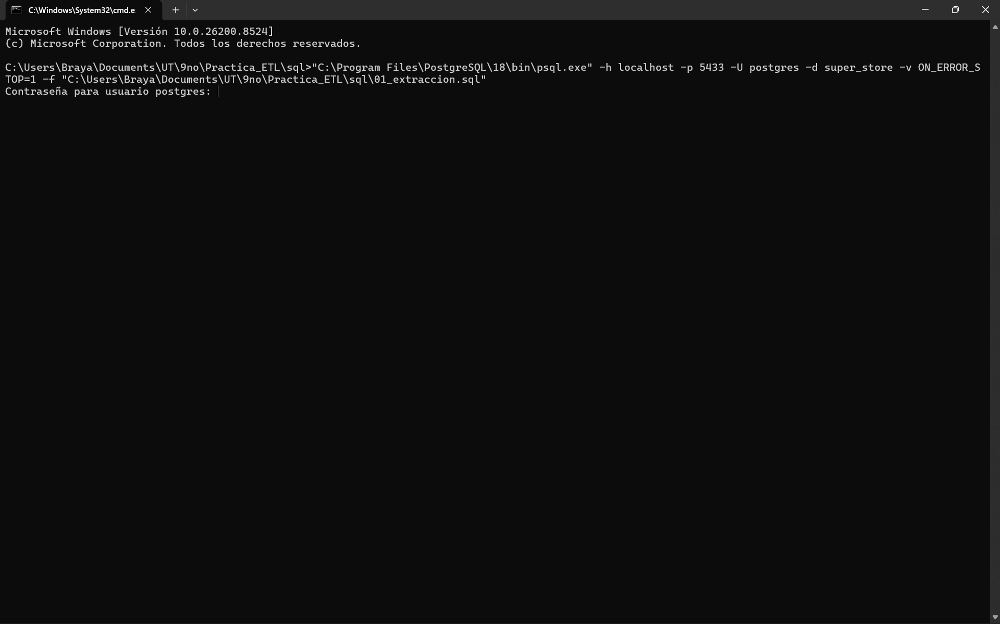 C:\Windows\System32\cmd.e
Microsoft Windows [Versión 10.0.26200.8524]
(c) Microsoft Corporation. Todos los derechos reservados.
C:\Users\Braya\Documents\UT\9no\Practica_ETL\sql>"C:\Program Files\PostgreSQL\18\bin\psql.exe" -h localhost -p 5433 -U postgres -d super_store -v ON_ERROR_S
TOP=1 -f "C:\Users\Braya\Documents\UT\9no\Practica_ETL\sql\01_extraccion.sql"
Contraseña para usuario postgres: